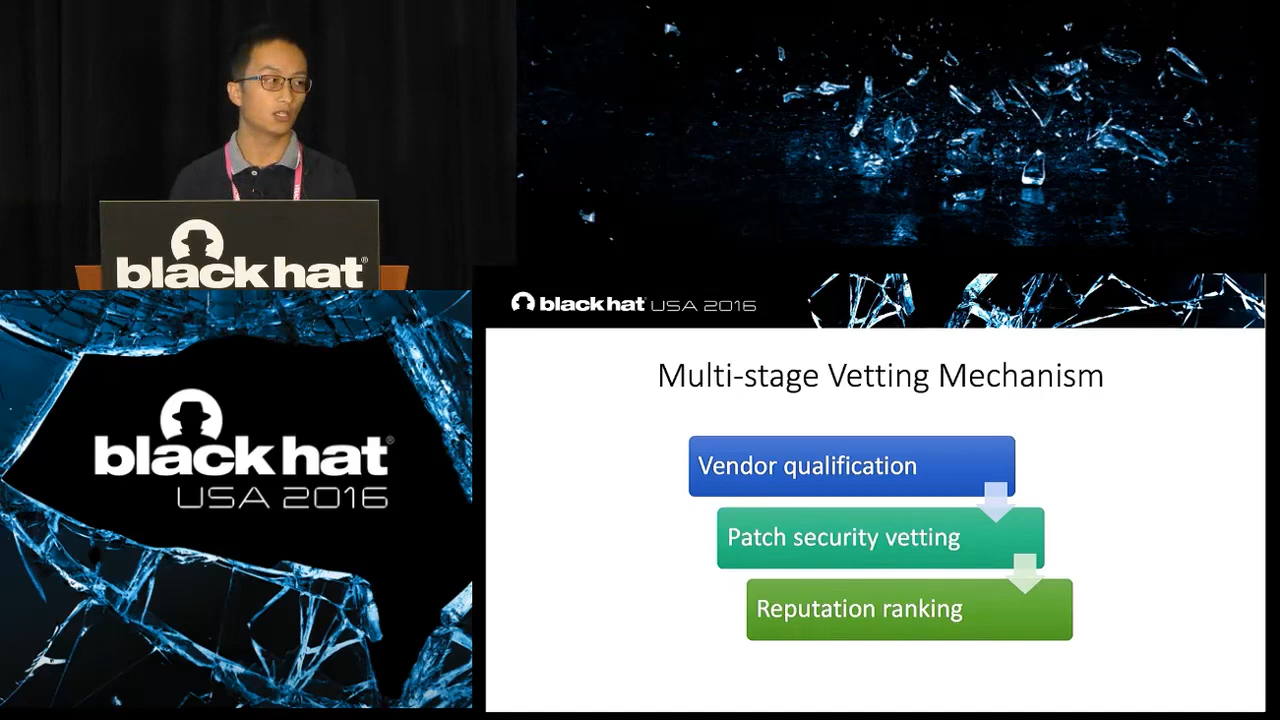 black hat®
black hat®
USA 2016
black hat® USA 2016
Multi-stage Vetting Mechanism
Vendor qualification
Patch security vetting
Reputation ranking